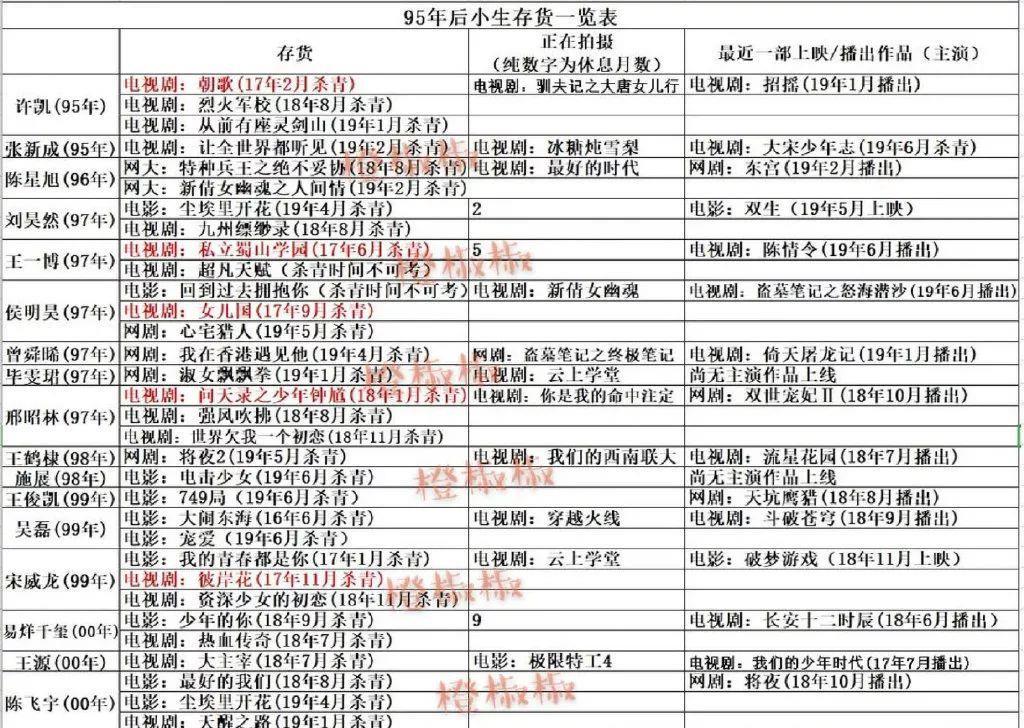 95年后小生存货一览表
存货 正在拍摄 (纯数字为休息月数) 最近一部上映/播出作品（主演）
许凯(95年) 电视剧：朝歌(17年2月杀青) 电视剧：驯夫记之大唐女儿行 电视剧：招摇(19年1月播出)
电视剧：烈火军校(18年8月杀青)
电视剧：从前有座灵剑山(19年1月杀青)
张新成(95年) 电视剧：让全世界都听见(19年2月杀青) 电视剧：冰糖炖雪梨 电视剧：大宋少年志(19年6月杀青)
陈星旭(96年) 网大：特种兵王之绝不妥协(18年8月杀青) 电视剧：最好的时代 网剧：东宫(19年2月播出)
网大：新倩女幽魂之人间情(19年2月杀青)
刘昊然(97年) 电影：尘埃里开花(19年4月杀青) 2 电影：双生（19年5月上映）
电视剧：九州缥缈录(18年8月杀青)
王一博(97年) 电视剧：私立蜀山学园(17年6月杀青) 5 电视剧：陈情令(19年6月播出)
电视剧：超凡天赋（杀青时间不可考）
侯明昊(97年) 电影：回到过去拥抱你（杀青时间不可考) 电视剧：新倩女幽魂 电视剧：盗墓笔记之怒海潜沙(19年6月播出)
电视剧：女儿国(17年9月杀青)
网剧：心宅猎人(19年5月杀青)
曾舜晞(97年) 网剧：我在香港遇见他(19年4月杀青) 网剧：盗墓笔记之终极笔记 电视剧：倚天屠龙记(19年1月播出)
毕雯珺(97年) 网剧：淑女飘飘拳(19年1月杀青) 电视剧：云上学堂 尚无主演作品上线
邢昭林(97年) 电视剧：问天录之少年钟馗(18年1月杀青) 电视剧：你是我的命中注定 网剧：双世宠妃Ⅱ(18年10月播出)
电视剧：强风吹拂(18年8月杀青)
电视剧：世界欠我一个初恋(18年11月杀青)
王鹤棣(98年) 网剧：将夜2(19年5月杀青) 电视剧：我们的西南联大 电视剧：流星花园(18年7月播出)
施展(98年) 电影：电击少女(19年6月杀青) 尚无主演作品上线
王俊凯(99年) 电影：749局（19年6月杀青) 网剧：天坑鹰猎(18年8月播出)
吴磊(99年) 电影：大闹东海(16年6月杀青) 电视剧：穿越火线 电视剧：斗破苍穹(18年9月播出)
电影：宠爱（19年6月杀青）
宋威龙(99年) 电影：我的青春都是你(17年1月杀青) 电视剧：云上学堂 电影：破梦游戏（18年11月上映)
电视剧：彼岸花(17年11月杀青)
电视剧：资深少女的初恋(18年11月杀青)
易烊千玺(00年) 电影：少年的你(18年9月杀青) 9 电视剧：长安十二时辰(18年6月播出）
电视剧：热血传奇(18年7月杀青)
王源(00年) 电视剧：大主宰(18年7月杀青) 电影：极限特工4 电视剧：我们的少年时代(17年7月播出)
陈飞宇(00年) 电影：最好的我们(18年8月杀青) 网剧：将夜(18年10月播出)
电影：尘埃里开花(19年4月杀青)
电视剧：天醒之路(19年1月杀青)
橙椒椒
橙椒椒
橙椒椒
橙椒椒
橙椒椒
橙椒椒